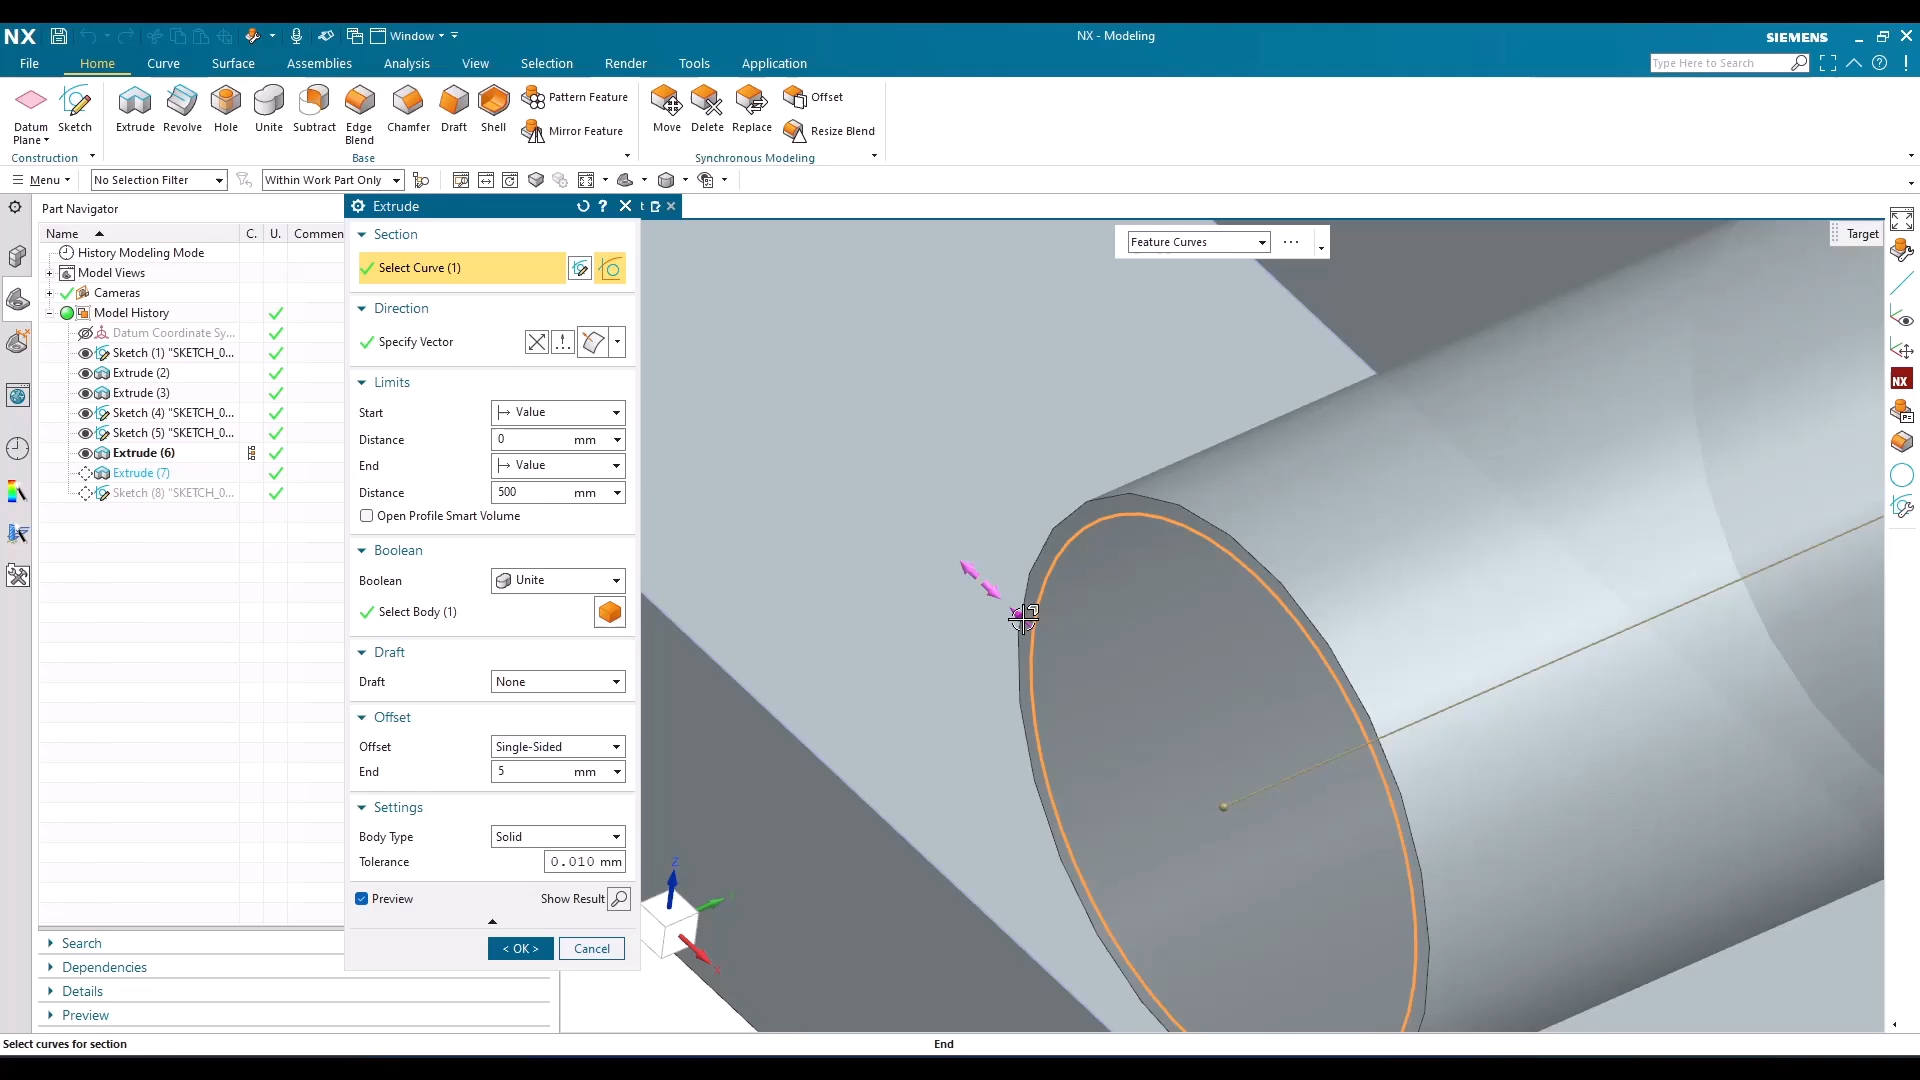 NX
Window
NX - Modeling
SIEMENS
File
Home
Curve
Surface
Assemblies
Analysis
View
Selection
Render
Tools
Application
Type Here to Search
Datum Plane
Sketch
Extrude
Revolve
Hole
Unite
Subtract
Edge Blend
Chamfer
Draft
Shell
Pattern Feature
Mirror Feature
Move
Delete
Replace
Offset
Resize Blend
Construction
Base
Synchronous Modeling
Menu
No Selection Filter
Within Work Part Only
Part Navigator
Name
C.
U.
Commen
History Modeling Mode
Model Views
Cameras
Model History
Datum Coordinate Sy...
Sketch (1) "SKETCH_0...
Extrude (2)
Extrude (3)
Sketch (4) "SKETCH_0...
Sketch (5) "SKETCH_0...
Extrude (6)
Extrude (7)
Sketch (8) "SKETCH_0...
Search
Dependencies
Details
Preview
Extrude
Section
Select Curve (1)
Direction
Specify Vector
Limits
Start
Value
Distance
0 mm
End
Value
Distance
500 mm
Open Profile Smart Volume
Boolean
Boolean
Unite
Select Body (1)
Draft
Draft
None
Offset
Offset
Single-Sided
End
5 mm
Settings
Body Type
Solid
Tolerance
0.010 mm
Preview
Show Result
< OK >
Cancel
Feature Curves
Target
NX
Z
X
Select curves for section
End